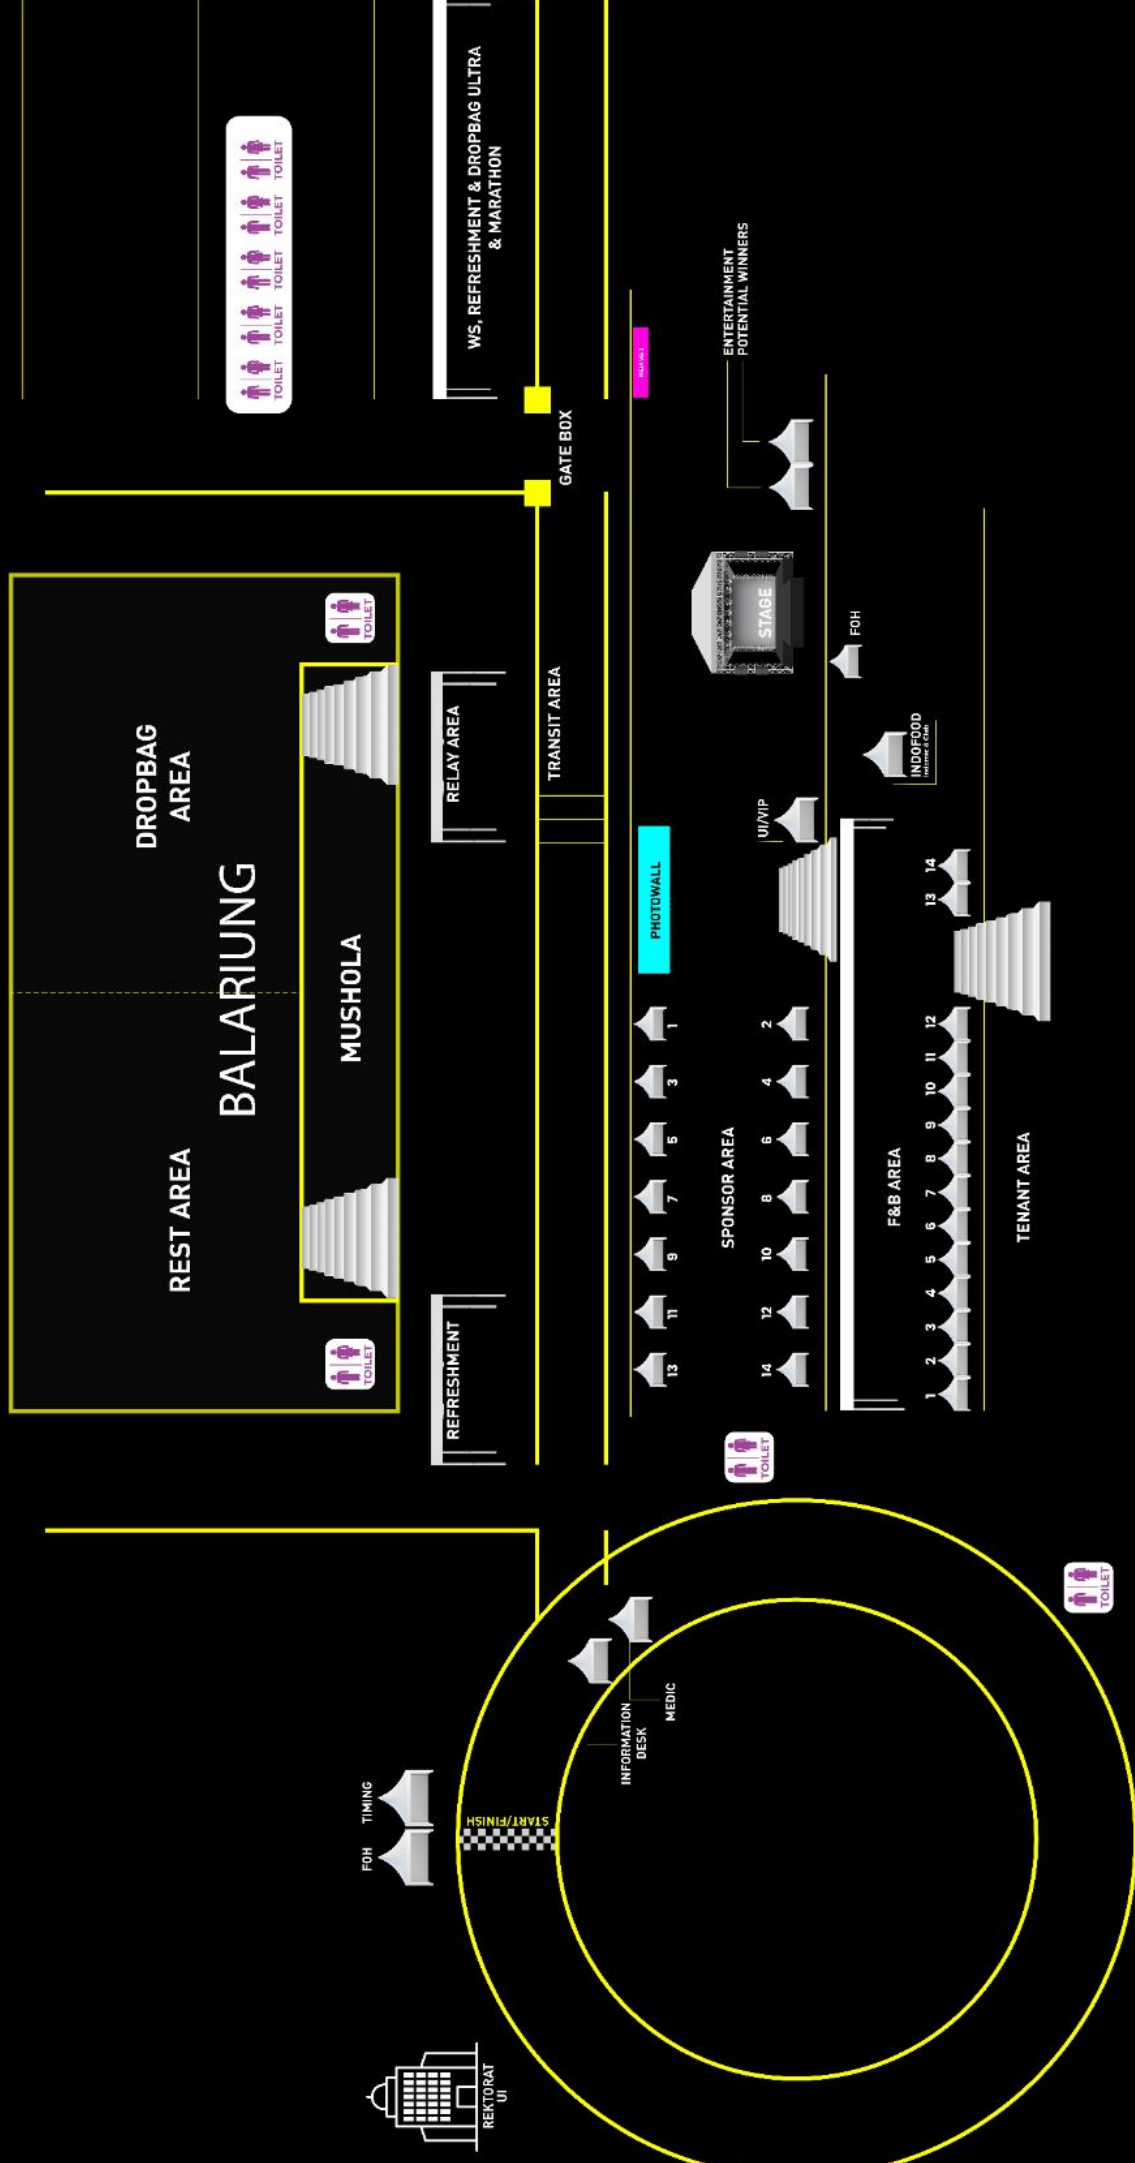 TOILET
TOILET
TOILET
TOILET
TOILET
WS, REFRESHMENT & DROPBAG ULTRA
& MARATHON
GATE BOX
ENTERTAINMENT
POTENTIAL WINNERS
STAGE
FOH
INDOFOOD
UI/VIP
TOILET
DROPBAG
AREA
BALARIUNG
MUSHOLA
REST AREA
TOILET
RELAY AREA
TRANSIT AREA
REFRESHMENT
PHOTOWALL
1
3
5
7
9
11
13
SPONSOR AREA
2
4
6
8
10
12
14
F&B AREA
14
13
12
11
10
9
8
7
6
5
4
3
2
1
TENANT AREA
TOILET
TOILET
MEDIC
INFORMATION
DESK
TIMING
FOH
START/FINISH
REKTORAT
UI